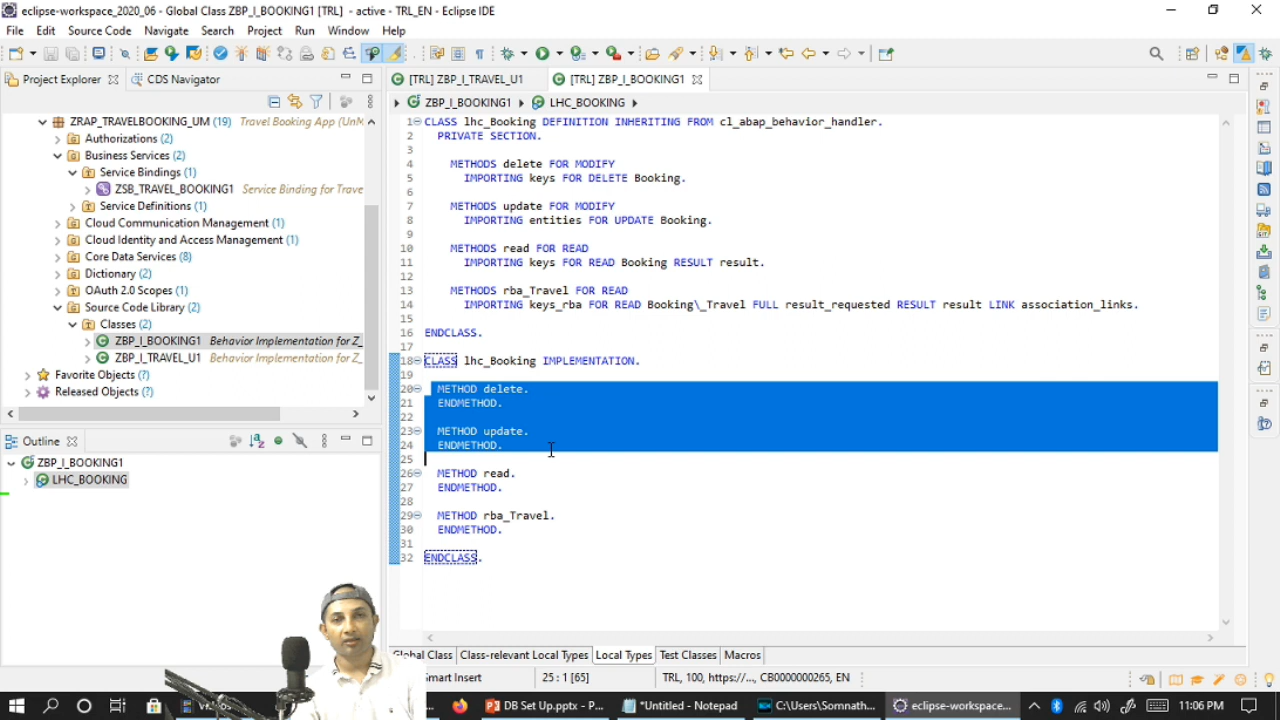 eclipse-workspace_2020_06 - Global Class ZBP_I_BOOKING1 [TRL] - active - TRL_EN - Eclipse IDE
File Edit Source Code Navigate Search Project Run Window Help
Project Explorer CDS Navigator
ZRAP_TRAVELBOOKING_UM (19) Travel Booking App (UnM
Authorizations (2)
Business Services (2)
Service Bindings (1)
ZSB_TRAVEL_BOOKING1 Service Binding for Trave
Service Definitions (1)
Cloud Communication Management (1)
Cloud Identity and Access Management (1)
Core Data Services (8)
Dictionary (2)
OAuth 2.0 Scopes (1)
Source Code Library (2)
Classes (2)
ZBP_I_BOOKING1 Behavior Implementation for Z_
ZBP_I_TRAVEL_U1 Behavior Implementation for Z_
Favorite Objects (?)
Released Objects (?)
Outline
ZBP_I_BOOKING1
LHC_BOOKING
[TRL] ZBP_I_TRAVEL_U1 [TRL] ZBP_I_BOOKING1
ZBP_I_BOOKING1 LHC_BOOKING
1 CLASS lhc_Booking DEFINITION INHERITING FROM cl_abap_behavior_handler.
2 PRIVATE SECTION.
3
4 METHODS delete FOR MODIFY
5 IMPORTING keys FOR DELETE Booking.
6
7 METHODS update FOR MODIFY
8 IMPORTING entities FOR UPDATE Booking.
9
10 METHODS read FOR READ
11 IMPORTING keys FOR READ Booking RESULT result.
12
13 METHODS rba_Travel FOR READ
14 IMPORTING keys_rba FOR READ Booking\_Travel FULL result_requested RESULT result LINK association_links.
15
16 ENDCLASS.
17
18 CLASS lhc_Booking IMPLEMENTATION.
19
20 METHOD delete.
21 ENDMETHOD.
22
23 METHOD update.
24 ENDMETHOD.
25
26 METHOD read.
27 ENDMETHOD.
28
29 METHOD rba_Travel.
30 ENDMETHOD.
31
32 ENDCLASS.
Global Class Class-relevant Local Types Local Types Test Classes Macros
Smart Insert 25 : 1 [65] TRL, 100, https://..., CB0000000265, EN
PP DB Set Up.pptx - P... *Untitled - Notepad C:\Users\Somnath... eclipse-workspace... 11:06 PM